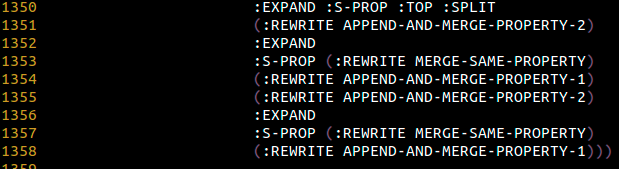 1350 :EXPAND :S-PROP :TOP :SPLIT
1351 (:REWRITE APPEND-AND-MERGE-PROPERTY-2)
1352 :EXPAND
1353 :S-PROP (:REWRITE MERGE-SAME-PROPERTY)
1354 (:REWRITE APPEND-AND-MERGE-PROPERTY-1)
1355 (:REWRITE APPEND-AND-MERGE-PROPERTY-2)
1356 :EXPAND
1357 :S-PROP (:REWRITE MERGE-SAME-PROPERTY)
1358 (:REWRITE APPEND-AND-MERGE-PROPERTY-1)))
1359